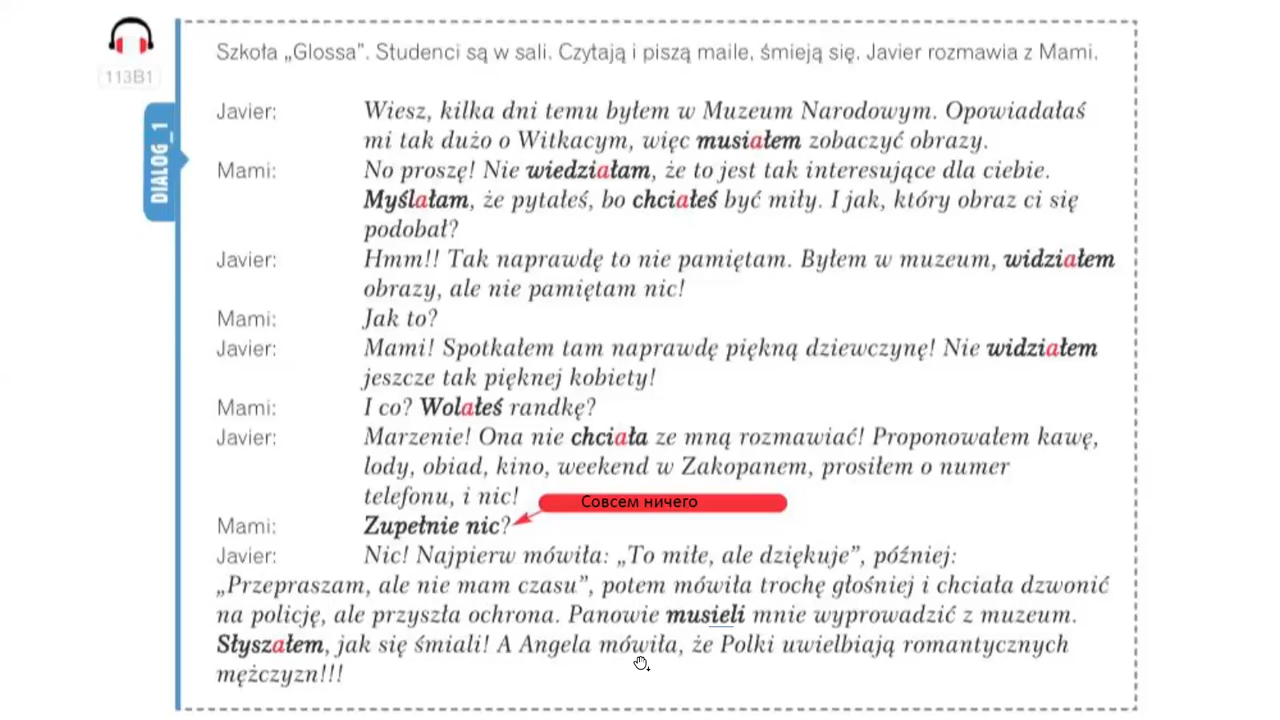 Szkoła „Glossa”. Studenci są w sali. Czytają i piszą maile, śmieją się. Javier rozmawia z Mami.
113B1
DIALOG_1
Javier: Wiesz, kilka dni temu byłem w Muzeum Narodowym. Opowiadałaś
mi tak dużo o Witkacym, więc musiałem zobaczyć obrazy.
Mami: No proszę! Nie wiedziałam, że to jest tak interesujące dla ciebie.
Myślałam, że pytałeś, bo chciałeś być miły. I jak, który obraz ci się
podobał?
Javier: Hmm!! Tak naprawdę to nie pamiętam. Byłem w muzeum, widziałem
obrazy, ale nie pamiętam nic!
Mami: Jak to?
Javier: Mami! Spotkałem tam naprawdę piękną dziewczynę! Nie widziałem
jeszcze tak pięknej kobiety!
Mami: I co? Wolałeś randkę?
Javier: Marzenie! Ona nie chciała ze mną rozmawiać! Proponowałem kawę,
lody, obiad, kino, weekend w Zakopanem, prosiłem o numer
telefonu, i nic!
Совсем ничего
Mami: Zupełnie nic?
Javier: Nic! Najpierw mówiła: „To miłe, ale dziękuję”, później:
„Przepraszam, ale nie mam czasu”, potem mówiła trochę głośniej i chciała dzwonić
na policję, ale przyszła ochrona. Panowie musieli mnie wyprowadzić z muzeum.
Słyszałem, jak się śmiali! A Angela mówiła, że Polki uwielbiają romantycznych
mężczyzn!!!